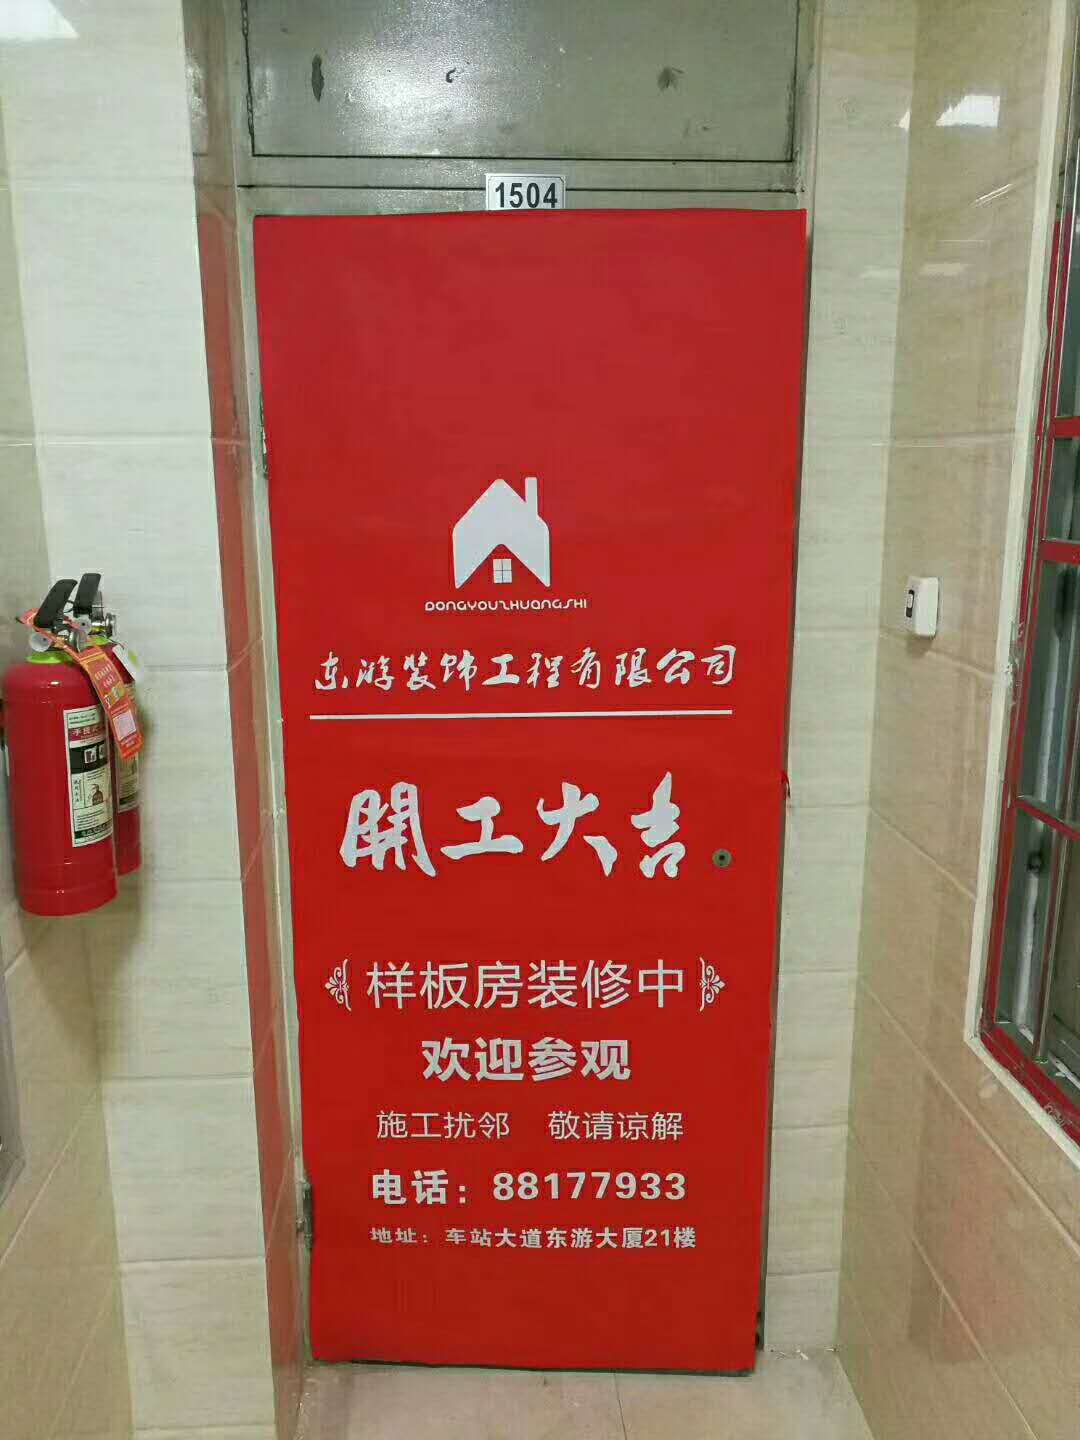 1504
DONGYOUZHUANGSHI
东游装饰工程有限公司
開工大吉
样板房装修中
欢迎参观
施工扰邻 敬请谅解
电话：88177933
地址：车站大道东游大厦21楼